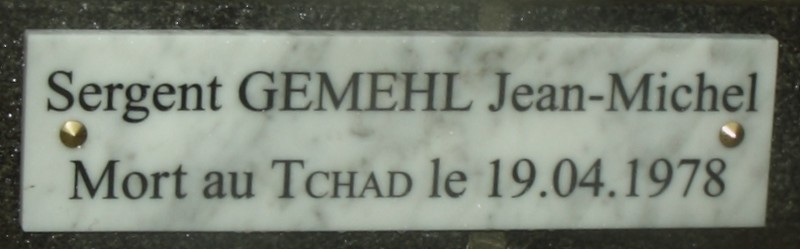 Sergent GEMEHL Jean-Michel
Mort au TCHAD le 19.04.1978